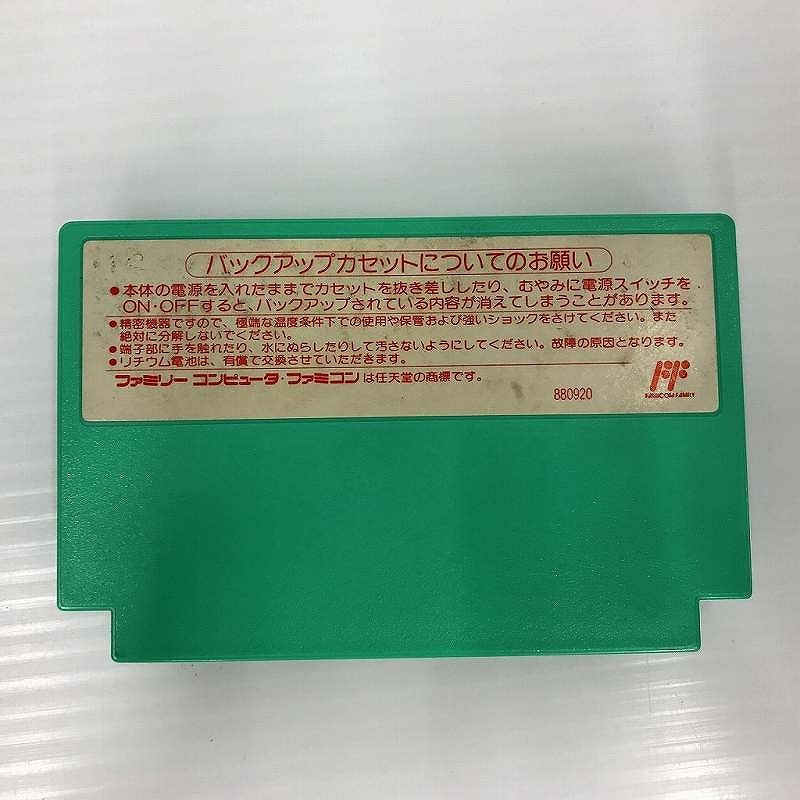 バックアップカセットについてのお願い
●本体の電源を入れたままでカセットを抜き差ししたり、むやみに電源スイッチを
ON・OFFすると、バックアップされている内容が消えてしまうことがあります。
●精密機器ですので、極端な温度条件下での使用や保管および強いショックをさけてください。また
絶対に分解しないでください。
●端子部に手を触れたり、水にぬらしたりして汚さないようにしてください。故障の原因となります。
●リチウム電池は、有償で交換させていただきます。
ファミリー コンピュータ・ファミコンは任天堂の商標です。
880920
FAMICOM FAMILY